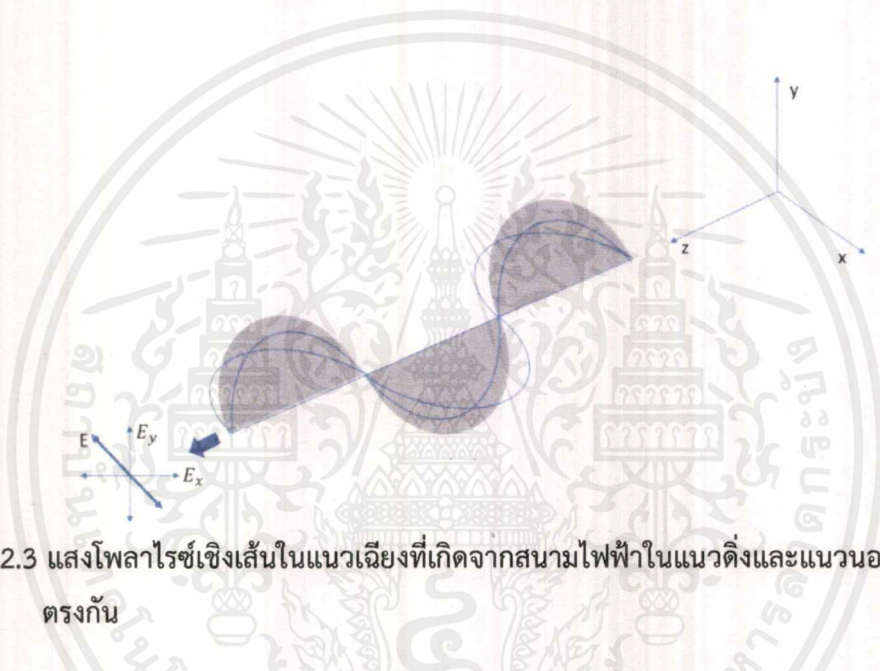 y
z
x
E
E_y
E_x
2.3 แสงโพลาไรซ์เชิงเส้นในแนวเฉียงที่เกิดจากสนามไฟฟ้าในแนวดิ่งและแนวนอ
ตรงกัน